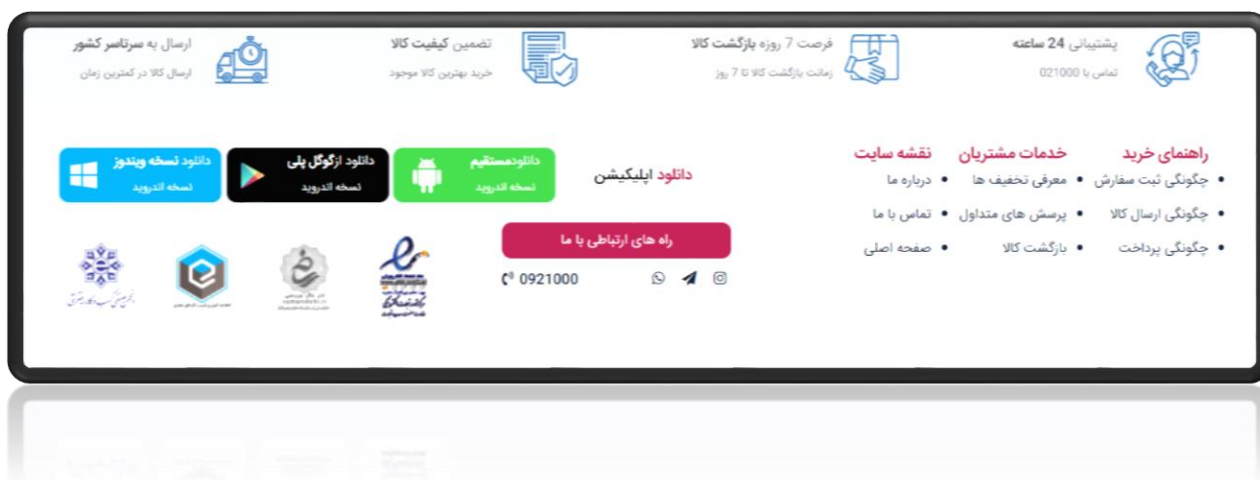 پشتیبانی 24 ساعته
تماس با 021000
فرصت 7 روزه بازگشت کالا
زمانت بازگشت کالا تا 7 روز
تضمین کیفیت کالا
خرید بهترین کالا موجود
ارسال به سرتاسر کشور
ارسال کالا در کمترین زمان
راهنمای خرید
چگونگی ثبت سفارش
چگونگی ارسال کالا
چگونگی پرداخت
خدمات مشتریان
معرفی تخفیف ها
پرسش های متداول
بازگشت کالا
نقشه سایت
درباره ما
تماس با ما
صفحه اصلی
دانلود اپلیکیشن
دانلودمستقیم
نسخه اندروید
دانلود ازگوگل پلی
نسخه اندروید
دانلود نسخه ویندوز
نسخه اندروید
راه های ارتباطی با ما
0921000